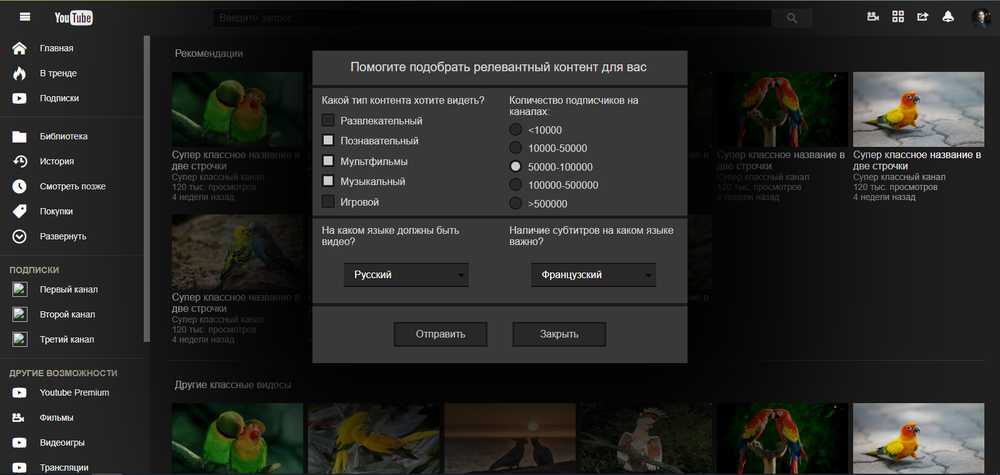 YouTube
Введите запрос
Главная
В тренде
Подписки
Библиотека
История
Смотреть позже
Покупки
Развернуть
ПОДПИСКИ
Первый канал
Второй канал
Третий канал
ДРУГИЕ ВОЗМОЖНОСТИ
Youtube Premium
Фильмы
Видеоигры
Трансляции
Рекомендации
Супер классное название в
две строчки
Супер классный канал
120 тыс. просмотров
4 недели назад
Супер классное название в
две строчки
Супер классный канал
120 тыс. просмотров
4 недели назад
Супер классное название в
две строчки
Супер классный канал
120 тыс. просмотров
4 недели назад
Супер классное название в
две строчки
Супер классный канал
120 тыс. просмотров
4 недели назад
Другие классные видосы
Помогите подобрать релевантный контент для вас
Какой тип контента хотите видеть?
Развлекательный
Познавательный
Мультфильмы
Музыкальный
Игровой
Количество подписчиков на
каналах:
<10000
10000-50000
50000-100000
100000-500000
>500000
На каком языке должны быть
видео?
Русский
Наличие субтитров на каком языке
важно?
Французский
Отправить
Закрыть